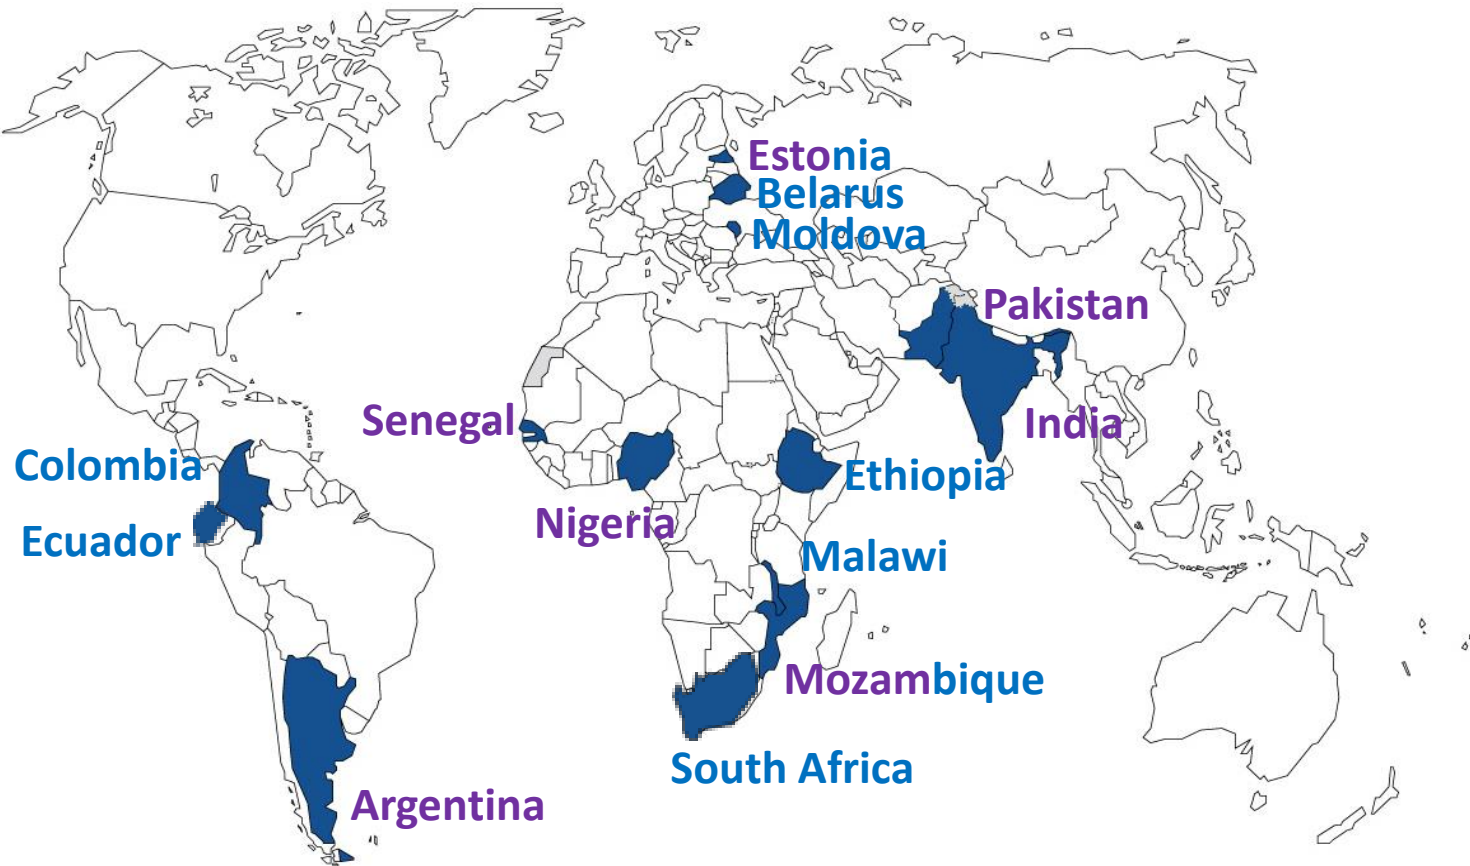 Estonia
Belarus
Moldova
Pakistan
Senegal
India
Colombia
Ethiopia
Nigeria
Ecuador
Malawi
Mozambique
South Africa
Argentina